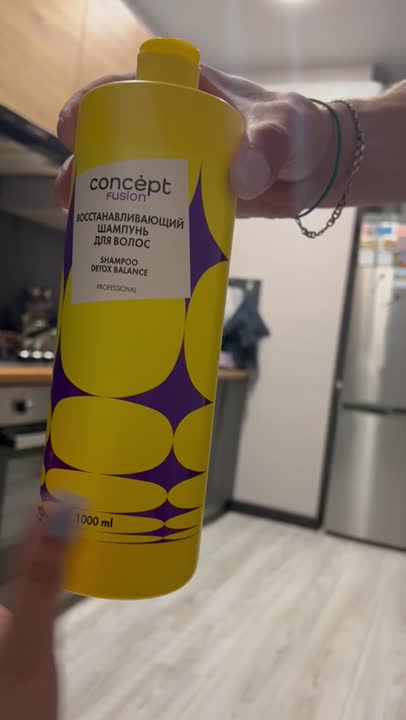 concept
fusion
ВОССТАНАВЛИВАЮЩИЙ
ШАМПУНЬ
ДЛЯ ВОЛОС
SHAMPOO
DETOX BALANCE
PROFESSIONAL
1000 ml